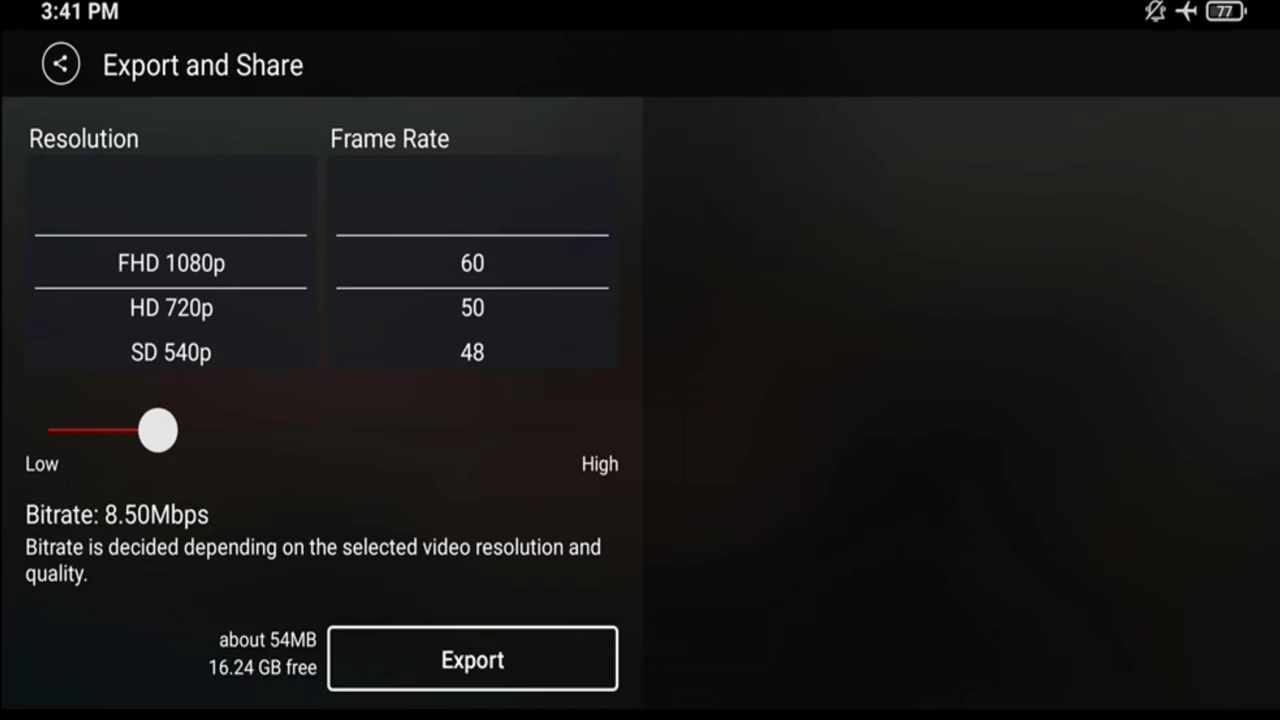 3:41 PM
77
Export and Share
Resolution
Frame Rate
FHD 1080p
60
HD 720p
50
SD 540p
48
Low
High
Bitrate: 8.50Mbps
Bitrate is decided depending on the selected video resolution and
quality.
about 54MB
16.24 GB free
Export